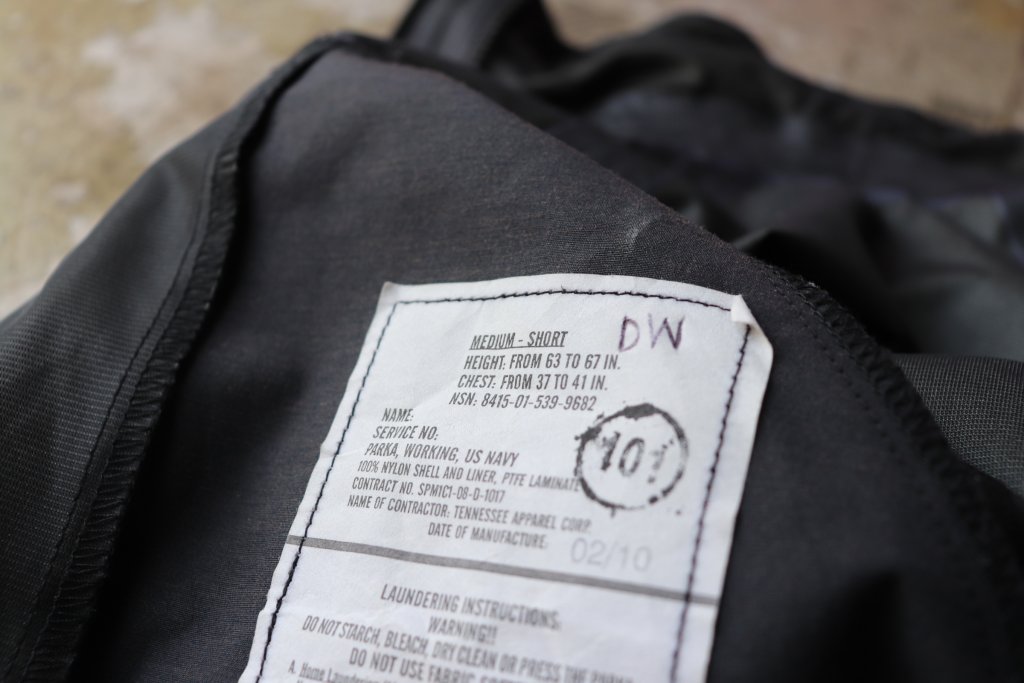 DW
MEDIUM - SHORT
HEIGHT: FROM 63 TO 67 IN.
CHEST: FROM 37 TO 41 IN.
NSN: 8415-01-539-9682
NAME:
SERVICE NO:
PARKA, WORKING, US NAVY
100% NYLON SHELL AND LINER, PTFE LAMINATE
CONTRACT NO. SPM1C1-08-D-1017
NAME OF CONTRACTOR: TENNESSEE APPAREL CORP.
DATE OF MANUFACTURE: 02/10
LAUNDERING INSTRUCTIONS:
WARNING!!
DO NOT STARCH, BLEACH, DRY CLEAN OR PRESS THE
DO NOT USE FABRIC
A. Home